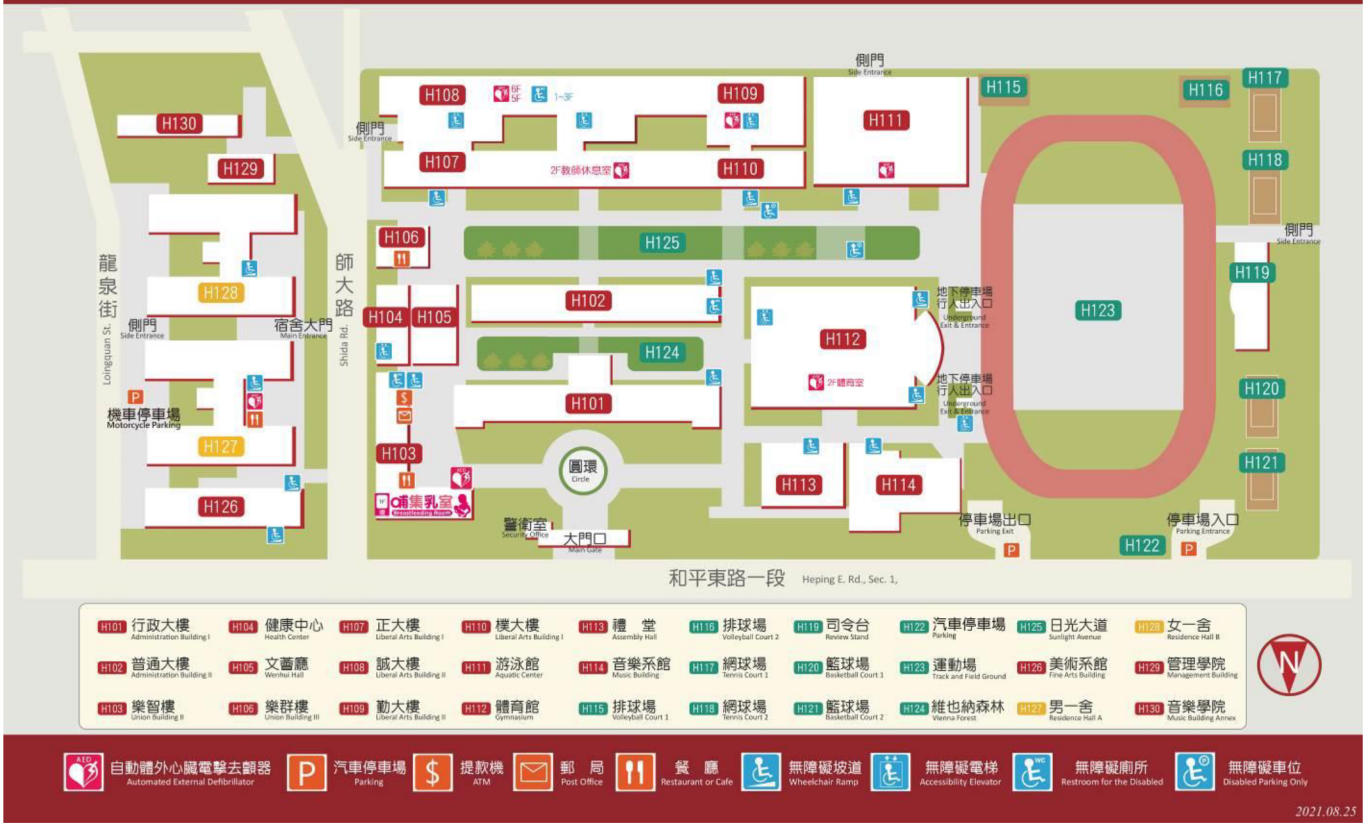 側門
Side Entrance
H108
6F
5F
1~3F
H109
H111
H115
H116
H117
H130
側門
Side Entrance
H129
H107
2F教師休息室
H110
H118
H106
H125
側門
Side Entrance
龍泉街
Loingquan St.
師大路
Shida Rd.
H128
H119
側門
Side Entrance
宿舍大門
Main Entrance
H104
H105
H102
地下停車場
行人出入口
Underground
Exit & Entrance
H123
H124
H112
2F體育室
地下停車場
行人出入口
Underground
Exit & Entrance
P
機車停車場
Motorcycle Parking
$
H101
H120
H127
H103
AED
圓環
Circle
H113
H114
H121
H126
哺集乳室
Breastfeeding Room
警衛室
Security Office
大門口
Main Gate
停車場出口
Parking Exit
P
H122
停車場入口
Parking Entrance
P
和平東路一段 Heping E. Rd., Sec. 1,
H101 行政大樓 H104 健康中心 H107 正大樓 H110 樸大樓 H113 禮 堂 H116 排球場 H119 司令台 H122 汽車停車場 H125 日光大道 H128 女一舍
Administration Building I Health Center Liberal Arts Building I Liberal Arts Building I Assembly Hall Volleyball Court 2 Review Stand Parking Sunlight Avenue Residence Hall B
H102 普通大樓 H105 文薈廳 H108 誠大樓 H111 游泳館 H114 音樂系館 H117 網球場 H120 籃球場 H123 運動場 H126 美術系館 H129 管理學院
Administration Building II Wenhui Hall Liberal Arts Building II Aquatic Center Music Building Tennis Court 1 Basketball Court 1 Track and Field Ground Fine Arts Building Management Building
H103 樂智樓 H106 樂群樓 H109 勤大樓 H112 體育館 H115 排球場 H118 網球場 H121 籃球場 H124 維也納森林 H127 男一舍 H130 音樂學院
Union Building II Union Building III Liberal Arts Building II Gymnasium Volleyball Court 1 Tennis Court 2 Basketball Court 2 Vienna Forest Residence Hall A Music Building Annex
N
AED 自動體外心臟電擊去顫器 P 汽車停車場 $ 提款機 郵 局 餐 廳 無障礙坡道 無障礙電梯 WC 無障礙廁所 P 無障礙車位
Automated External Defibrillator Parking ATM Post Office Restaurant or Cafe Wheelchair Ramp Accessibility Elevator Restroom for the Disabled Disabled Parking Only
2021.08.25